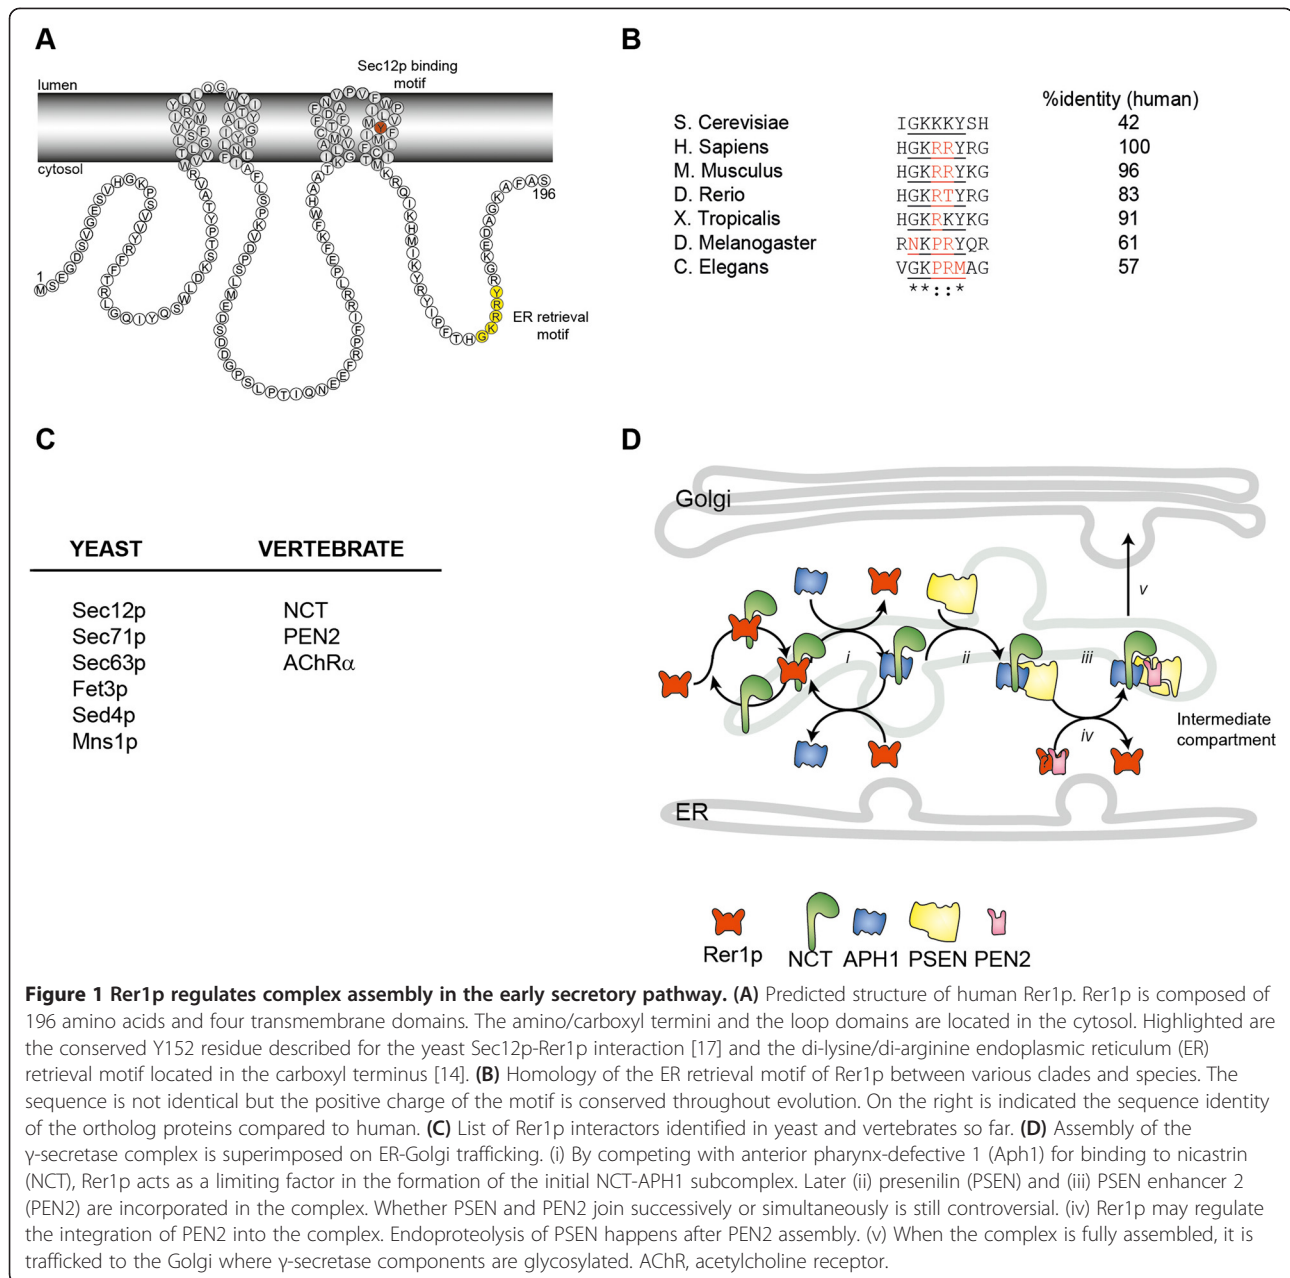 A
lumen
Sec12p binding
motif
cytosol
1
196
ER retrieval
motif
B
%identity (human)
S. Cerevisiae IGKKKYSH 42
H. Sapiens HGKRRYRG 100
M. Musculus HGKRRYKG 96
D. Rerio HGKRTYRG 83
X. Tropicalis HGKRKYKG 91
D. Melanogaster RNKPRYQR 61
C. Elegans VGKPRMAG 57
**::*
C
YEAST VERTEBRATE
Sec12p NCT
Sec71p PEN2
Sec63p AChRα
Fet3p
Sed4p
Mns1p
D
Golgi
v
i
ii
iii
Intermediate
compartment
iv
?
ER
Rer1p NCT APH1 PSEN PEN2
Figure 1 Rer1p regulates complex assembly in the early secretory pathway. (A) Predicted structure of human Rer1p. Rer1p is composed of
196 amino acids and four transmembrane domains. The amino/carboxyl termini and the loop domains are located in the cytosol. Highlighted are
the conserved Y152 residue described for the yeast Sec12p-Rer1p interaction [17] and the di-lysine/di-arginine endoplasmic reticulum (ER)
retrieval motif located in the carboxyl terminus [14]. (B) Homology of the ER retrieval motif of Rer1p between various clades and species. The
sequence is not identical but the positive charge of the motif is conserved throughout evolution. On the right is indicated the sequence identity
of the ortholog proteins compared to human. (C) List of Rer1p interactors identified in yeast and vertebrates so far. (D) Assembly of the
γ-secretase complex is superimposed on ER-Golgi trafficking. (i) By competing with anterior pharynx-defective 1 (Aph1) for binding to nicastrin
(NCT), Rer1p acts as a limiting factor in the formation of the initial NCT-APH1 subcomplex. Later (ii) presenilin (PSEN) and (iii) PSEN enhancer 2
(PEN2) are incorporated in the complex. Whether PSEN and PEN2 join successively or simultaneously is still controversial. (iv) Rer1p may regulate
the integration of PEN2 into the complex. Endoproteolysis of PSEN happens after PEN2 assembly. (v) When the complex is fully assembled, it is
trafficked to the Golgi where γ-secretase components are glycosylated. AChR, acetylcholine receptor.